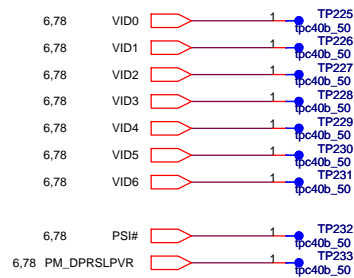 6,78 VID0 1 TP225
tpc40b_50
6,78 VID1 1 TP226
tpc40b_50
6,78 VID2 1 TP227
tpc40b_50
6,78 VID3 1 TP228
tpc40b_50
6,78 VID4 1 TP229
tpc40b_50
6,78 VID5 1 TP230
tpc40b_50
6,78 VID6 1 TP231
tpc40b_50
6,78 PSI# 1 TP232
tpc40b_50
6,78 PM_DPRSLPVR 1 TP233
tpc40b_50